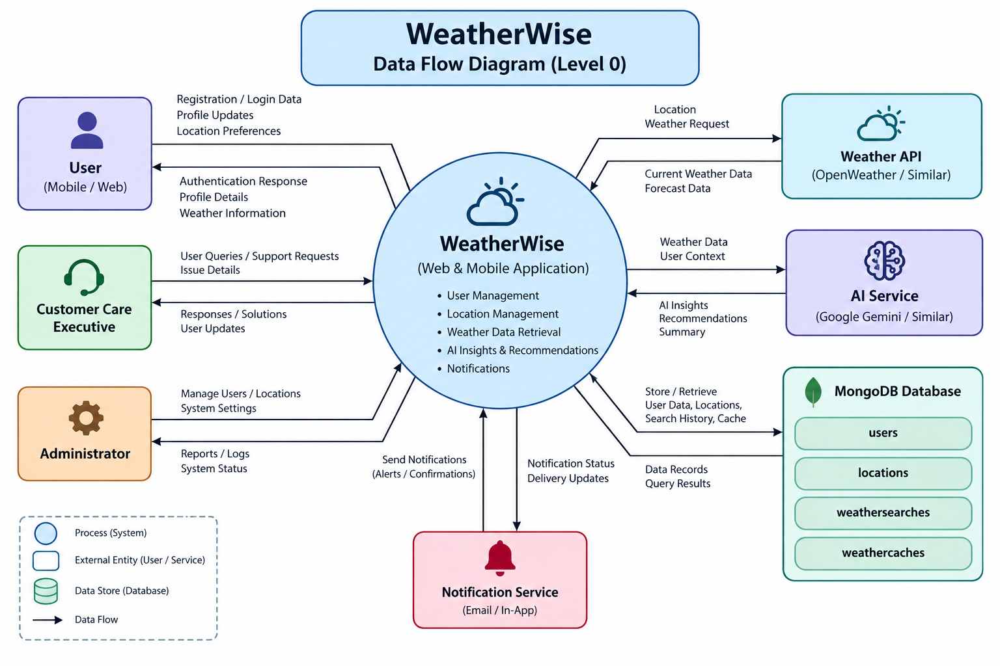 WeatherWise
Data Flow Diagram (Level 0)
Registration / Login Data
Profile Updates
Location Preferences
User
(Mobile / Web)
Authentication Response
Profile Details
Weather Information
Location
Weather Request
Weather API
(OpenWeather / Similar)
Current Weather Data
Forecast Data
WeatherWise
(Web & Mobile Application)
• User Management
• Location Management
• Weather Data Retrieval
• AI Insights & Recommendations
• Notifications
User Queries / Support Requests
Issue Details
Customer Care
Executive
Responses / Solutions
User Updates
Weather Data
User Context
AI Service
(Google Gemini / Similar)
AI Insights
Recommendations
Summary
Manage Users / Locations
System Settings
Administrator
Reports / Logs
System Status
Store / Retrieve
User Data, Locations,
Search History, Cache
MongoDB Database
users
locations
weathersearches
weathercaches
Data Records
Query Results
Send Notifications
(Alerts / Confirmations)
Notification Status
Delivery Updates
Notification Service
(Email / In-App)
Process (System)
External Entity (User / Service)
Data Store (Database)
Data Flow